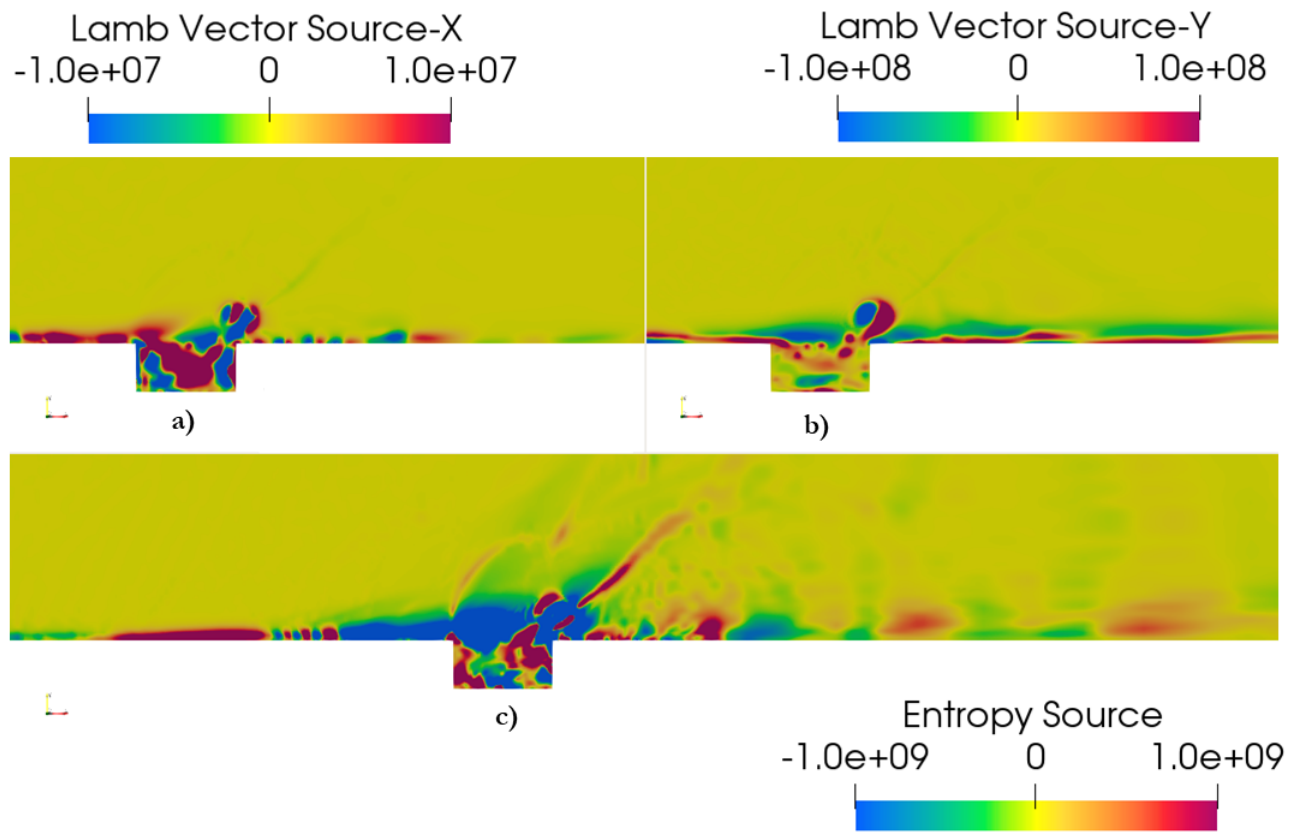 Lamb Vector Source-X
-1.0e+07 0 1.0e+07
Lamb Vector Source-Y
-1.0e+08 0 1.0e+08
a)
b)
c)
Entropy Source
-1.0e+09 0 1.0e+09